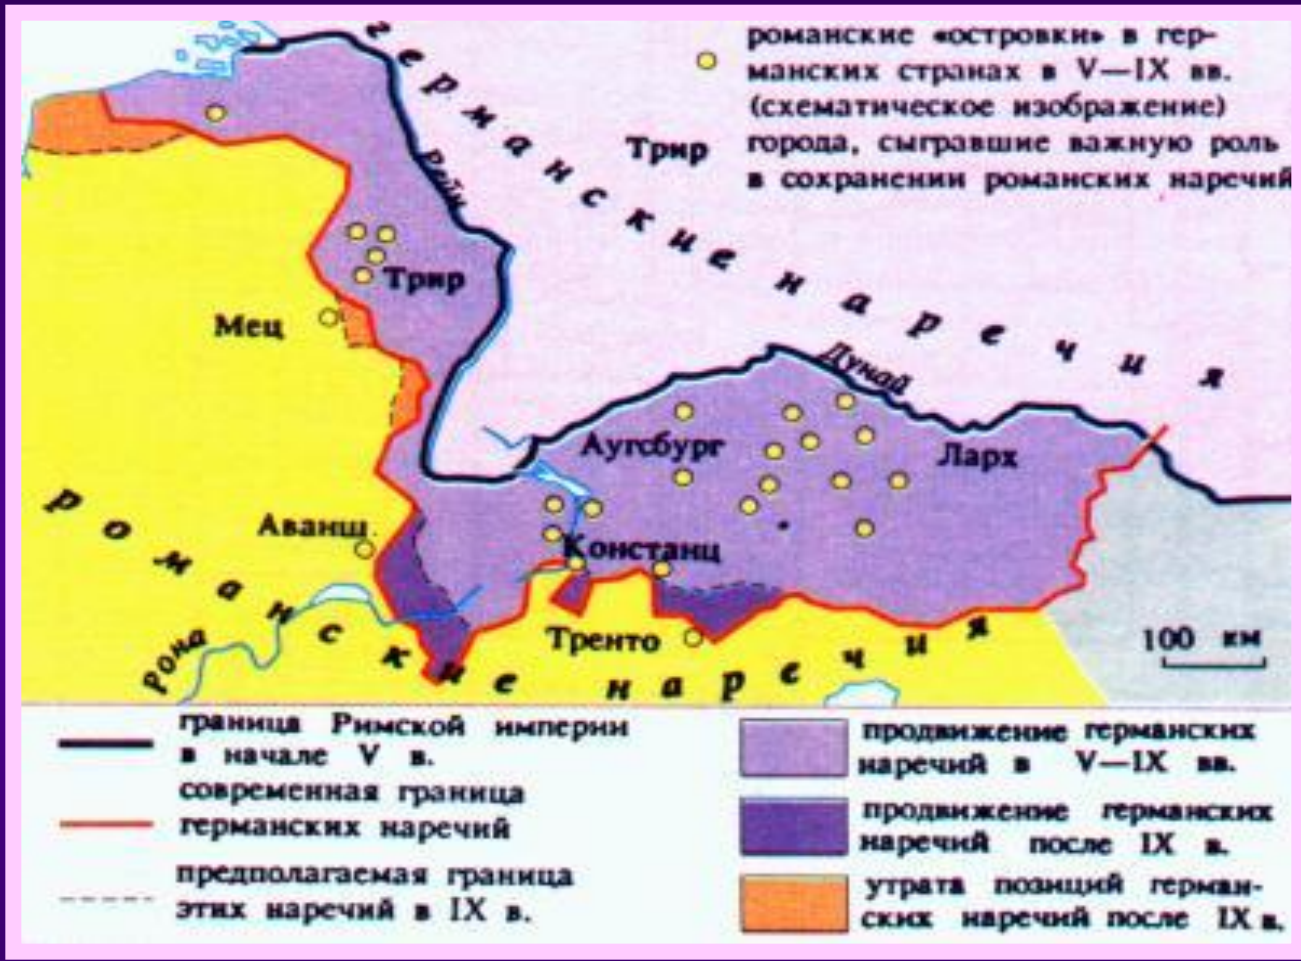 романские «островки» в гер-
манских странах в V—IX вв.
(схематическое изображение)
Трир города, сыгравшие важную роль
в сохранении романских наречий
германские наречия
Рейн
Трир
Мец
Дунай
Аугсбург
Ларх
Аванш
Констанц
романские наречия
Рона
Тренто
100 км
граница Римской империи
в начале V в.
современная граница
германских наречий
предполагаемая граница
этих наречий в IX в.
продвижение германских
наречий в V—IX вв.
продвижение германских
наречий после IX в.
утрата позиций герман-
ских наречий после IX в.